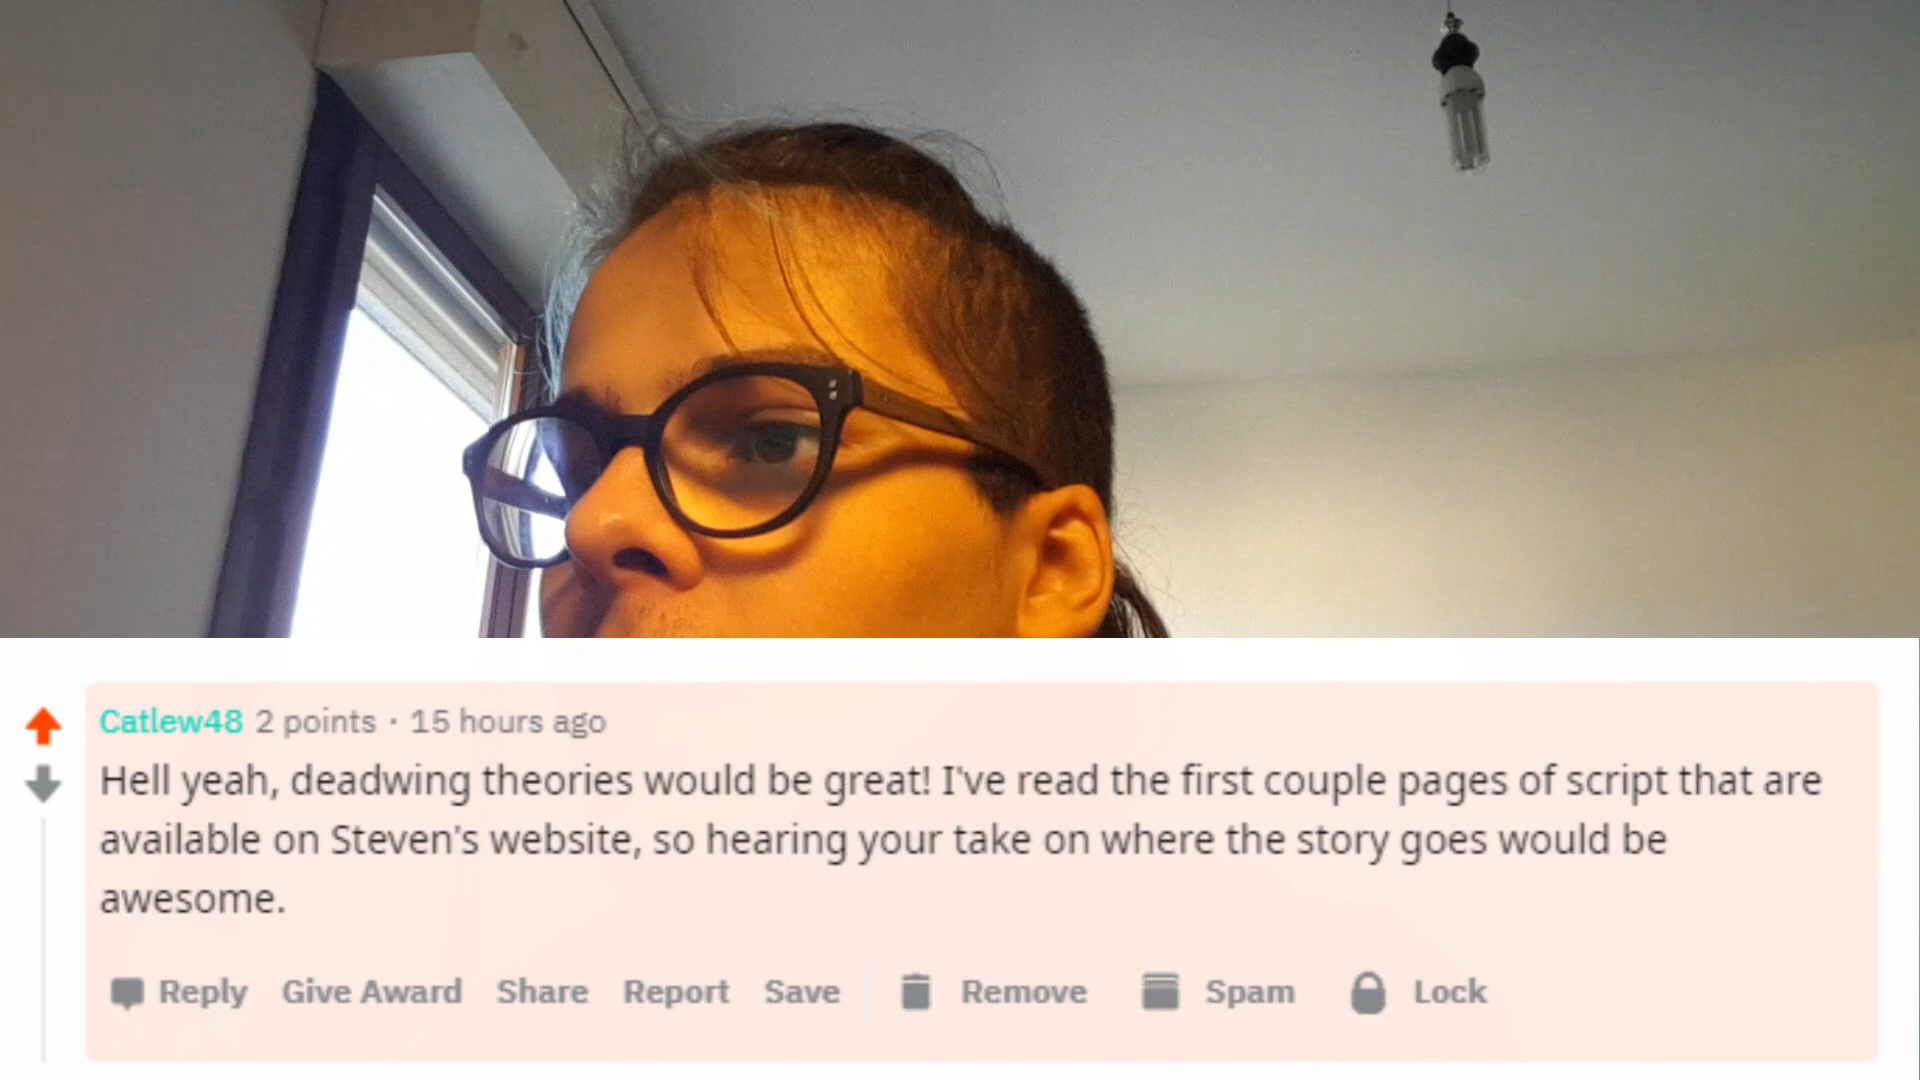 Catlew48 2 points · 15 hours ago
Hell yeah, deadwing theories would be great! I've read the first couple pages of script that are
available on Steven's website, so hearing your take on where the story goes would be
awesome.
Reply Give Award Share Report Save Remove Spam Lock